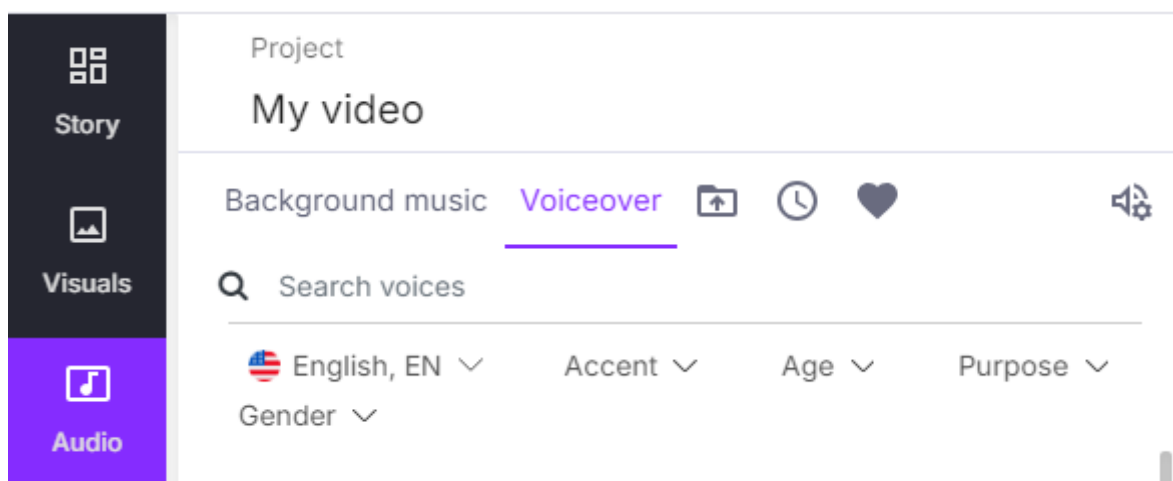 Story
Visuals
Audio
Project
My video
Background music Voiceover
Search voices
English, EN Accent Age Purpose
Gender